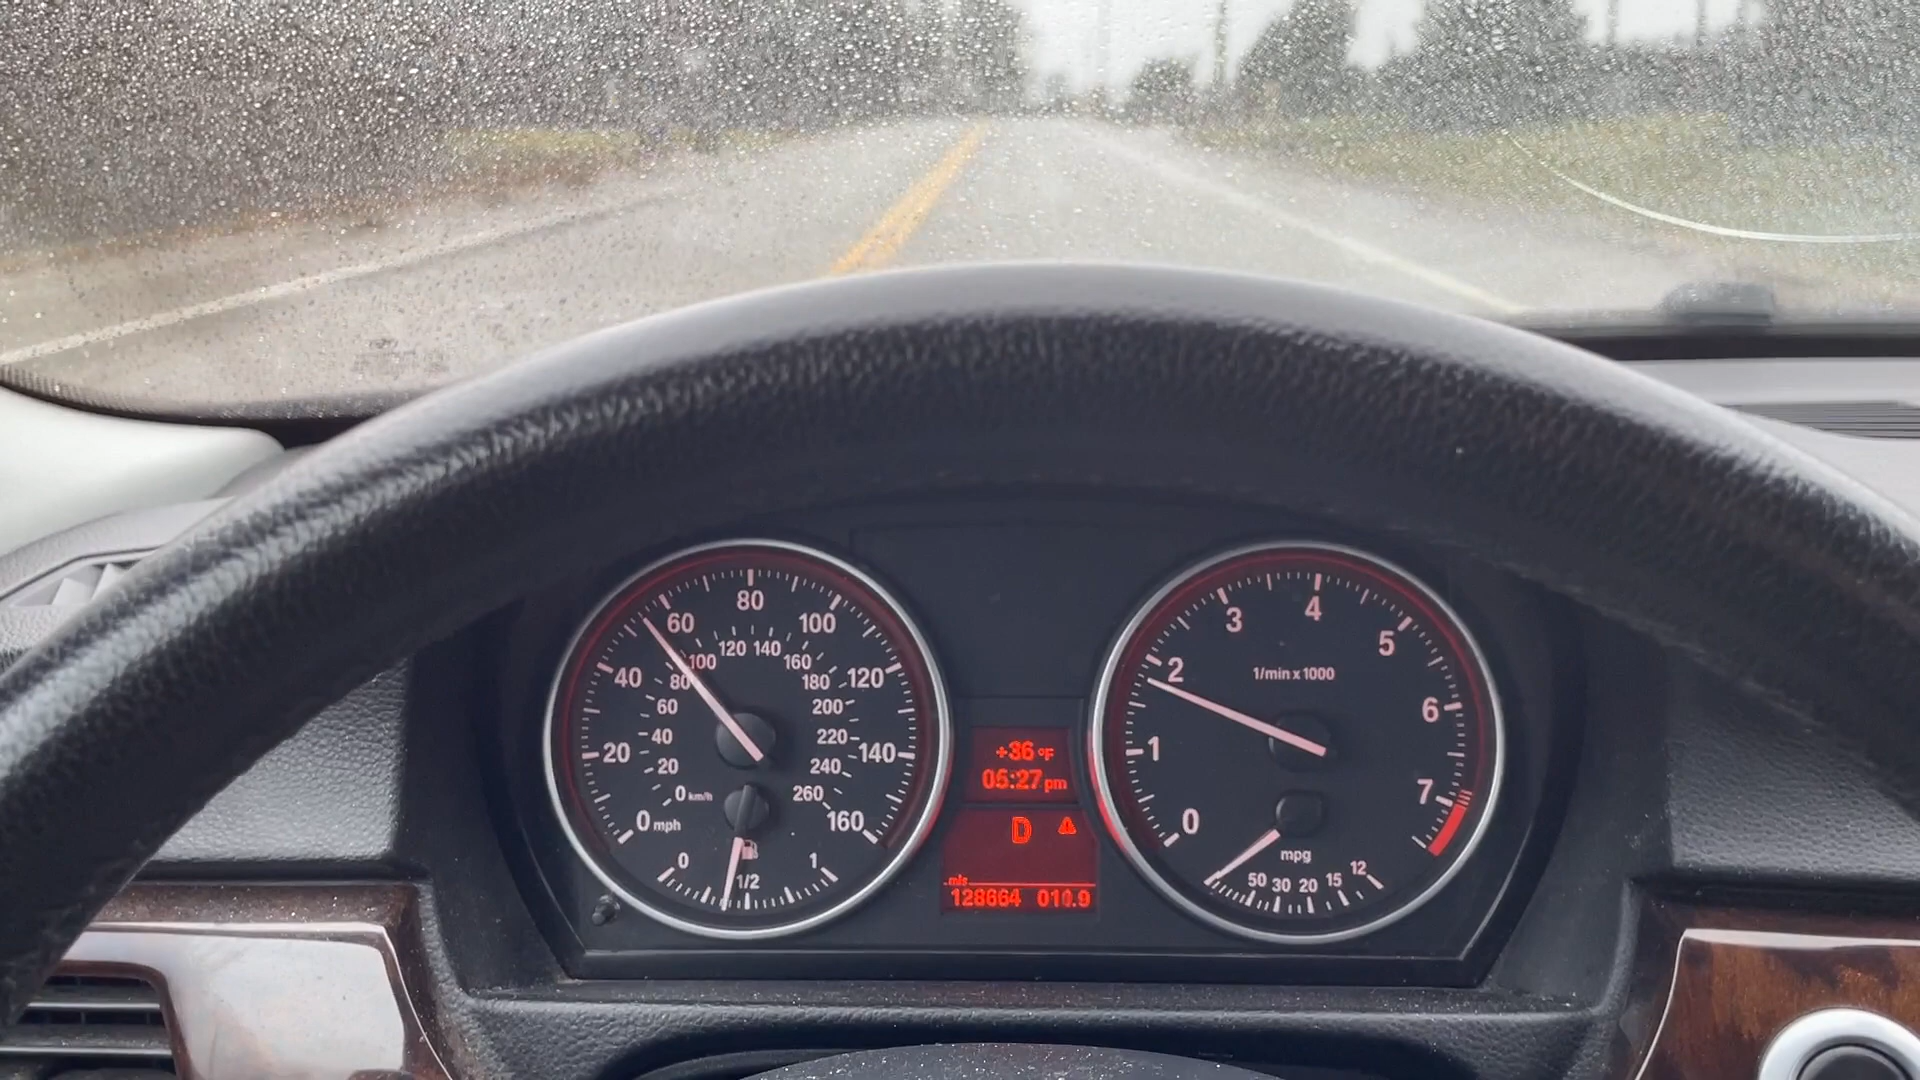 80
60 100
120 140
100 160
40 80 180 120
60 200
40 220
20 140
20 240
0 km/h 260
0 mph 160
0 1/2 1
+36 °F
05:27 pm
D
mls
128664 010.9
4
3 5
2 1/min x 1000
6
1
7
0
mpg
50 30 20 15 12